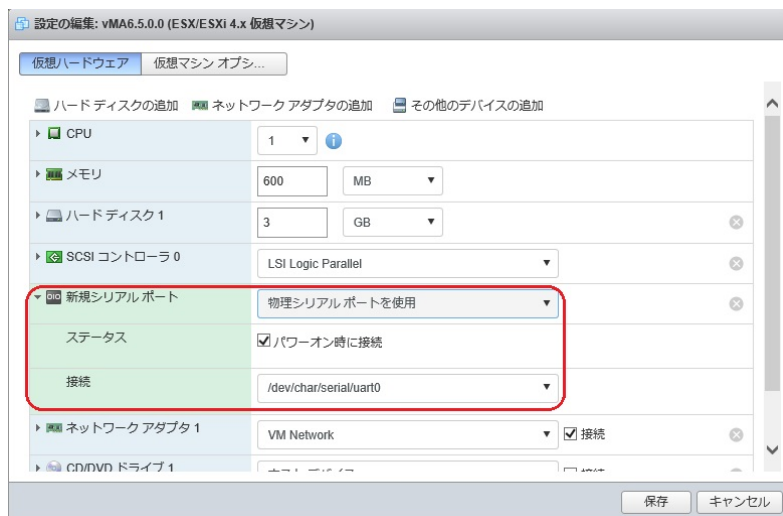 設定の編集: vMA6.5.0.0 (ESX/ESXi 4.x 仮想マシン)
仮想ハードウェア 仮想マシン オプシ...
ハード ディスクの追加 ネットワーク アダプタの追加 その他のデバイスの追加
CPU 1
メモリ 600 MB
ハード ディスク 1 3 GB
SCSI コントローラ 0 LSI Logic Parallel
新規シリアル ポート 物理シリアル ポートを使用
ステータス パワーオン時に接続
接続 /dev/char/serial/uart0
ネットワーク アダプタ 1 VM Network 接続
CD/DVD ドライブ 1
保存 キャンセル